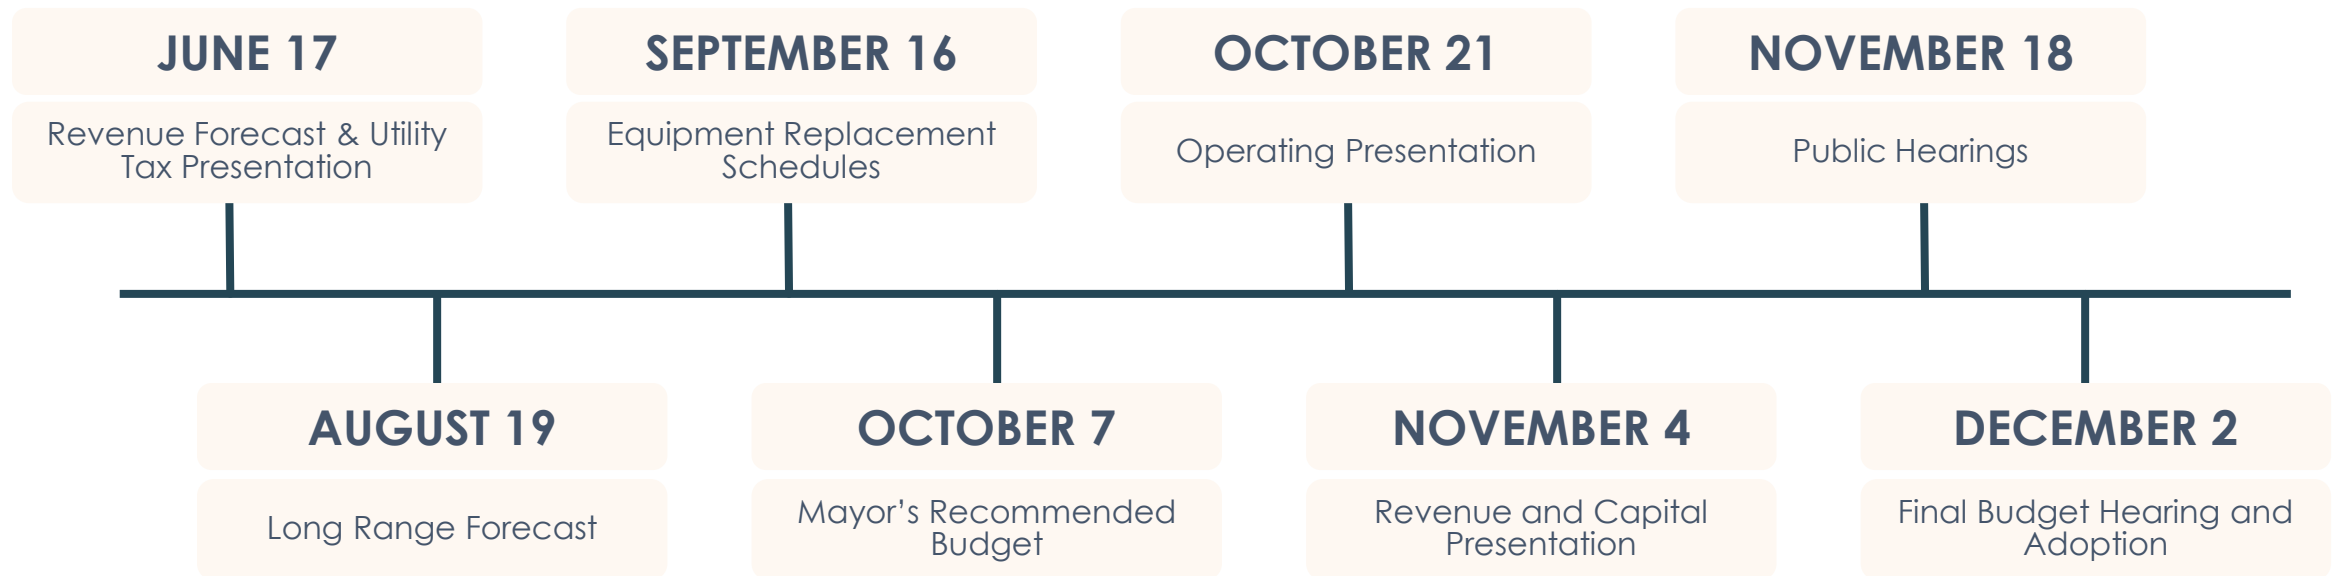 JUNE 17
Revenue Forecast & Utility
Tax Presentation
SEPTEMBER 16
Equipment Replacement
Schedules
OCTOBER 21
Operating Presentation
NOVEMBER 18
Public Hearings
AUGUST 19
Long Range Forecast
OCTOBER 7
Mayor’s Recommended
Budget
NOVEMBER 4
Revenue and Capital
Presentation
DECEMBER 2
Final Budget Hearing and
Adoption